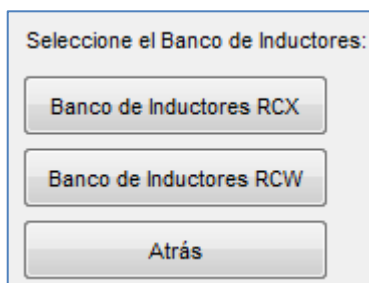 Seleccione el Banco de Inductores:
Banco de Inductores RCX
Banco de Inductores RCW
Atrás